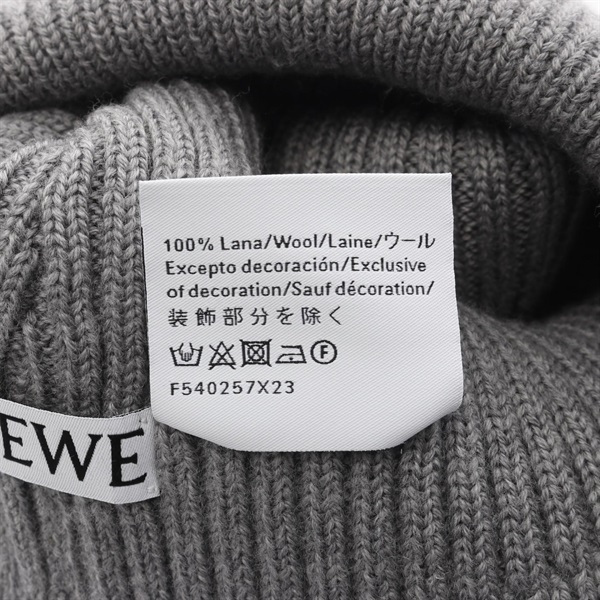 100% Lana/Wool/Laine/ウール
Excepto decoración/Exclusive
of decoration/Sauf décoration/
装飾部分を除く
F
F540257X23
EWE